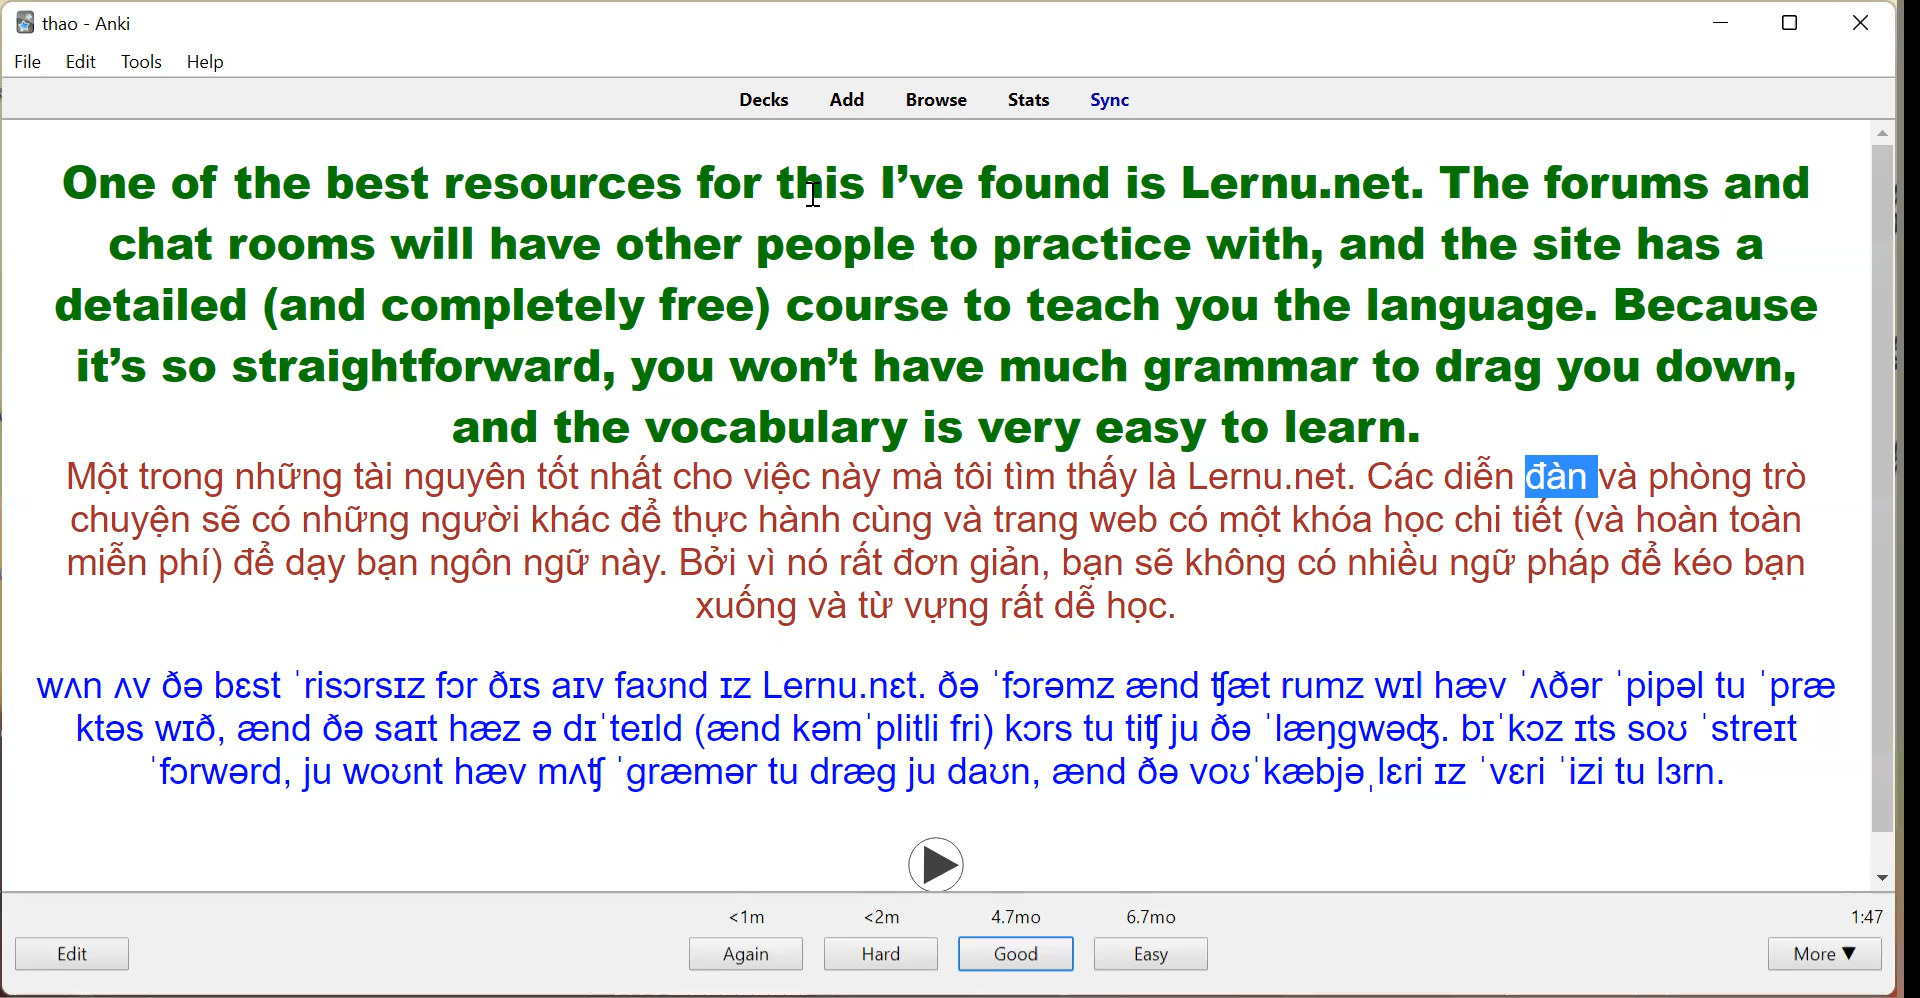 thao - Anki
File Edit Tools Help
Decks Add Browse Stats Sync
One of the best resources for this I’ve found is Lernu.net. The forums and
chat rooms will have other people to practice with, and the site has a
detailed (and completely free) course to teach you the language. Because
it’s so straightforward, you won’t have much grammar to drag you down,
and the vocabulary is very easy to learn.
Một trong những tài nguyên tốt nhất cho việc này mà tôi tìm thấy là Lernu.net. Các diễn đàn và phòng trò
chuyện sẽ có những người khác để thực hành cùng và trang web có một khóa học chi tiết (và hoàn toàn
miễn phí) để dạy bạn ngôn ngữ này. Bởi vì nó rất đơn giản, bạn sẽ không có nhiều ngữ pháp để kéo bạn
xuống và từ vựng rất dễ học.
wʌn ʌv ðə bɛst ˈrisɔrsɪz fɔr ðɪs aɪv faʊnd ɪz Lernu.nɛt. ðə ˈfɔrəmz ænd ʧæt rumz wɪl hæv ˈʌðər ˈpipəl tu ˈpræ
ktəs wɪð, ænd ðə saɪt hæz ə dɪˈteɪld (ænd kəmˈplitli fri) kɔrs tu tiʧ ju ðə ˈlæŋgwəʤ. bɪˈkɔz ɪts soʊ ˈstreɪt
ˈfɔrwərd, ju woʊnt hæv mʌʧ ˈgræmər tu dræg ju daʊn, ænd ðə voʊˈkæbjəˌlɛri ɪz ˈvɛri ˈizi tu lɜrn.
<1m <2m 4.7mo 6.7mo 1:47
Edit Again Hard Good Easy More ▼